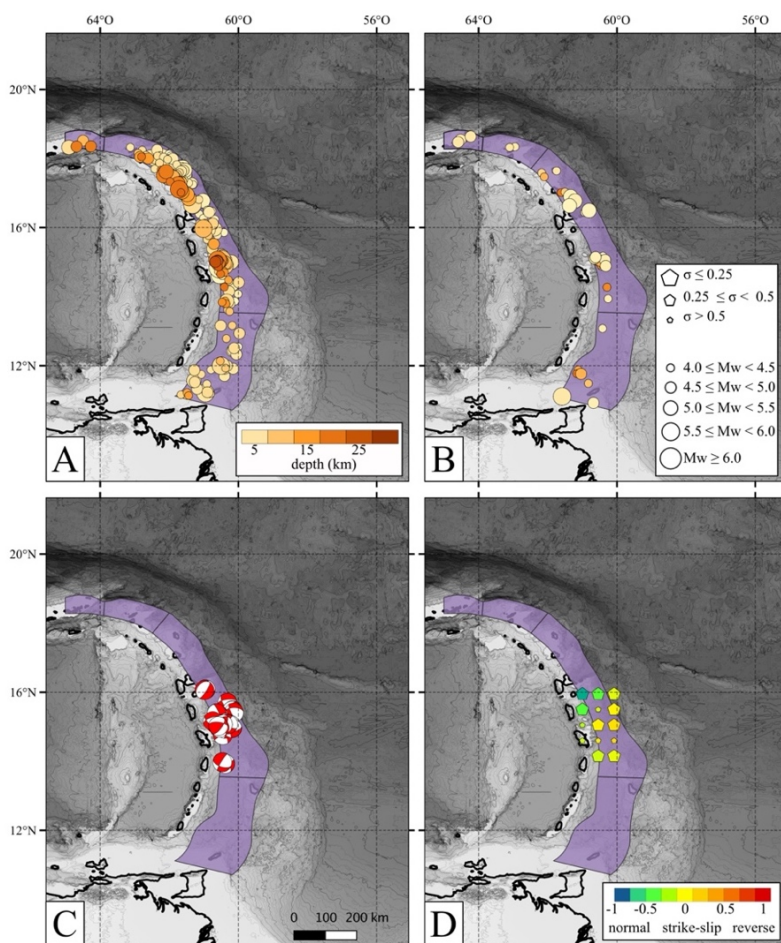 64°O 60°O 56°O 64°O 60°O 56°O
20°N
16°N
12°N
σ ≤ 0.25
0.25 ≤ σ < 0.5
σ > 0.5
4.0 ≤ Mw < 4.5
4.5 ≤ Mw < 5.0
5.0 ≤ Mw < 5.5
5.5 ≤ Mw < 6.0
Mw ≥ 6.0
5 15 25
depth (km)
A B
20°N
16°N
12°N
0 100 200 km
-1 -0.5 0 0.5 1
normal strike-slip reverse
C D